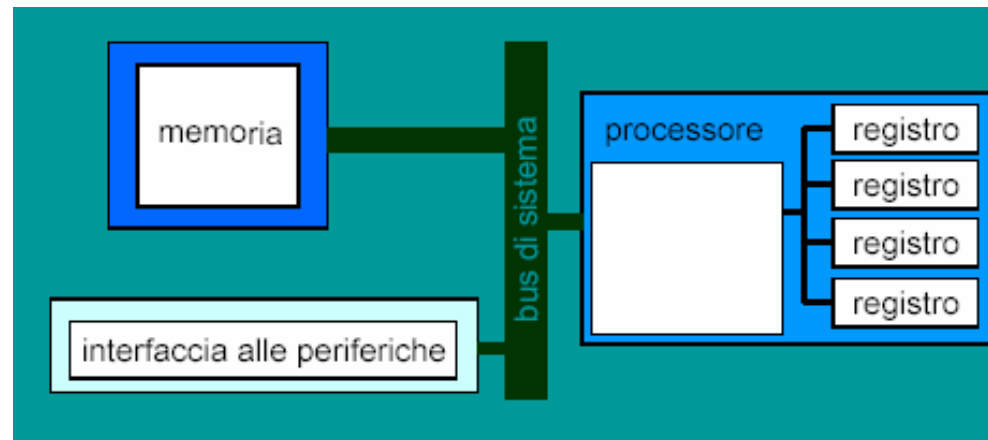 memoria
interfaccia alle periferiche
bus di sistema
processore
registro
registro
registro
registro